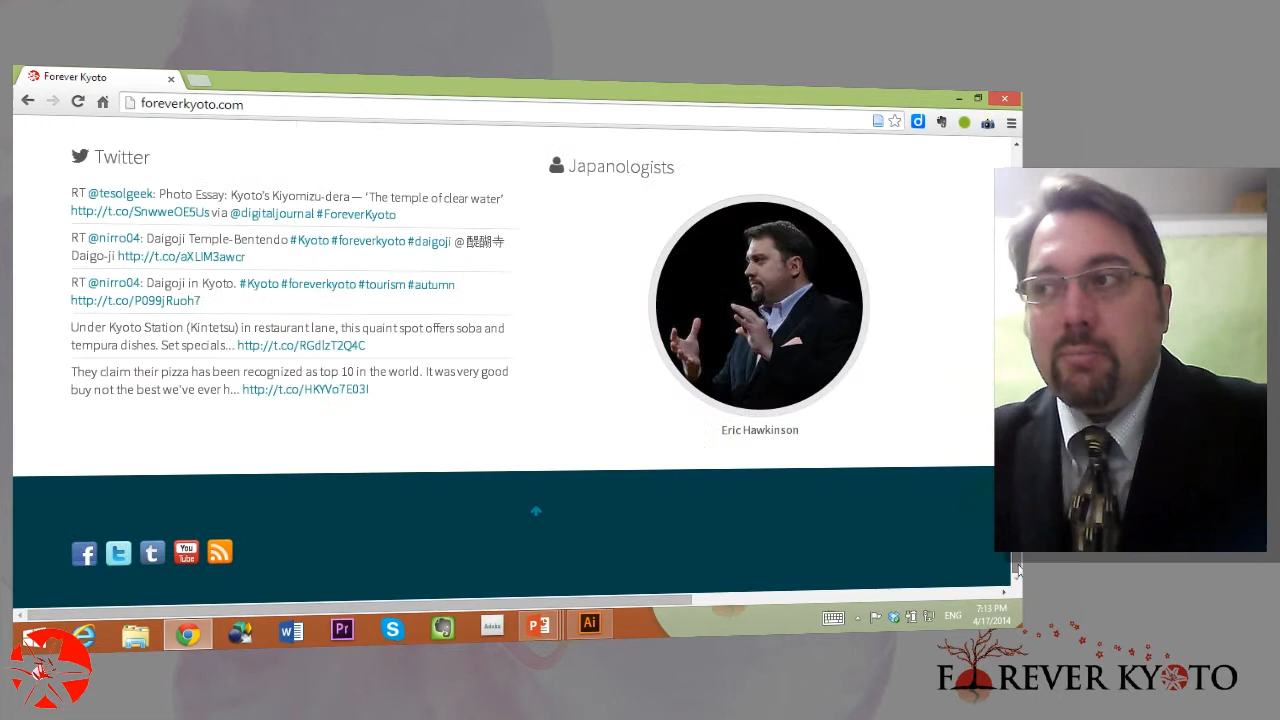 Forever Kyoto
foreverkyoto.com
Twitter
RT @tesolgeek: Photo Essay: Kyoto's Kiyomizu-dera — 'The temple of clear water'
http://t.co/SnwweOE5Us via @digitaljournal #ForeverKyoto
RT @nirro04: Daigoji Temple-Bentendo #Kyoto #foreverkyoto #daigoji @ 醍醐寺
Daigo-ji http://t.co/aXLIM3awcr
RT @nirro04: Daigoji in Kyoto. #Kyoto #foreverkyoto #tourism #autumn
http://t.co/P099jRuoh7
Under Kyoto Station (Kintetsu) in restaurant lane, this quaint spot offers soba and
tempura dishes. Set specials... http://t.co/RGdlzT2Q4C
They claim their pizza has been recognized as top 10 in the world. It was very good
buy not the best we've ever h... http://t.co/HKYVo7E03I
Japanologists
Eric Hawkinson
f
t
t
You
Tube
W
Pr
S
Adobe
P
Ai
ENG
7:13 PM
4/17/2014
FOREVER KYOTO